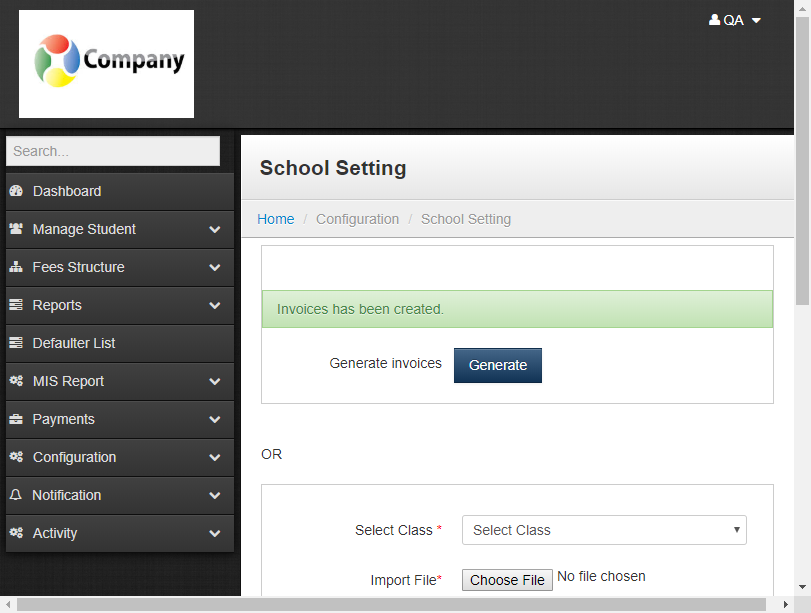 Company
QA
Search...
Dashboard
Manage Student
Fees Structure
Reports
Defaulter List
MIS Report
Payments
Configuration
Notification
Activity
School Setting
Home / Configuration / School Setting
Invoices has been created.
Generate invoices Generate
OR
Select Class * Select Class
Import File* Choose File No file chosen